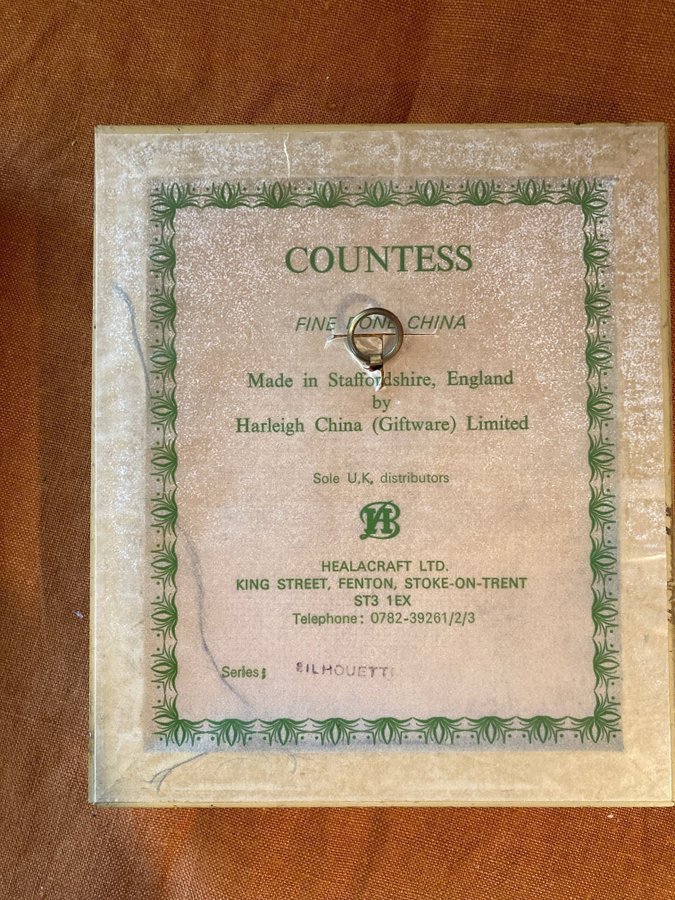 COUNTESS
FINE BONE CHINA
Made in Staffordshire, England
by
Harleigh China (Giftware) Limited
Sole U.K. distributors
HEALACRAFT LTD.
KING STREET, FENTON, STOKE-ON-TRENT
ST3 1EX
Telephone: 0782-39261/2/3
Series: SILHOUETTE